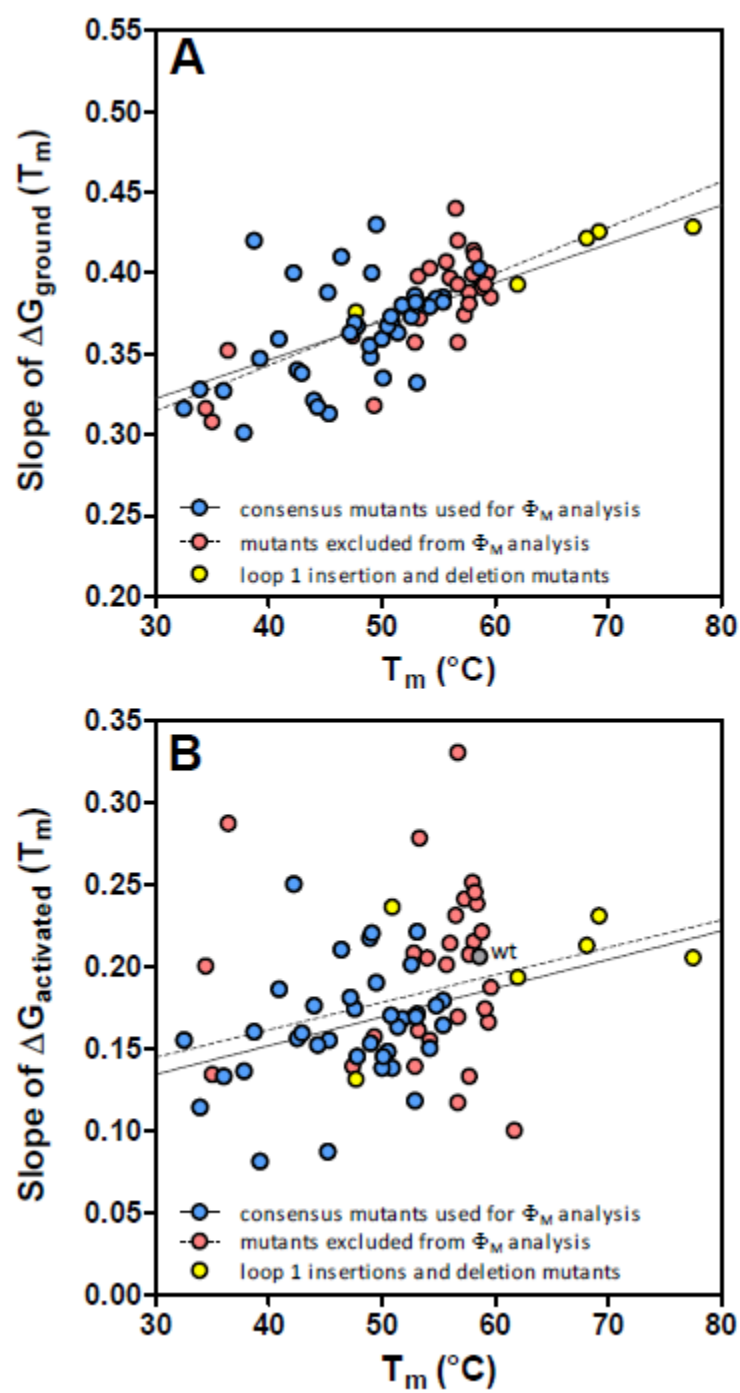 A
0.55
0.50
0.45
0.40
0.35
0.30
0.25
0.20
Slope of ΔGground (Tm)
consensus mutants used for ΦM analysis
mutants excluded from ΦM analysis
loop 1 insertion and deletion mutants
30 40 50 60 70 80
Tm (°C)
B
0.35
0.30
0.25
0.20
0.15
0.10
0.05
0.00
Slope of ΔGactivated (Tm)
wt
consensus mutants used for ΦM analysis
mutants excluded from ΦM analysis
loop 1 insertions and deletion mutants
30 40 50 60 70 80
Tm (°C)